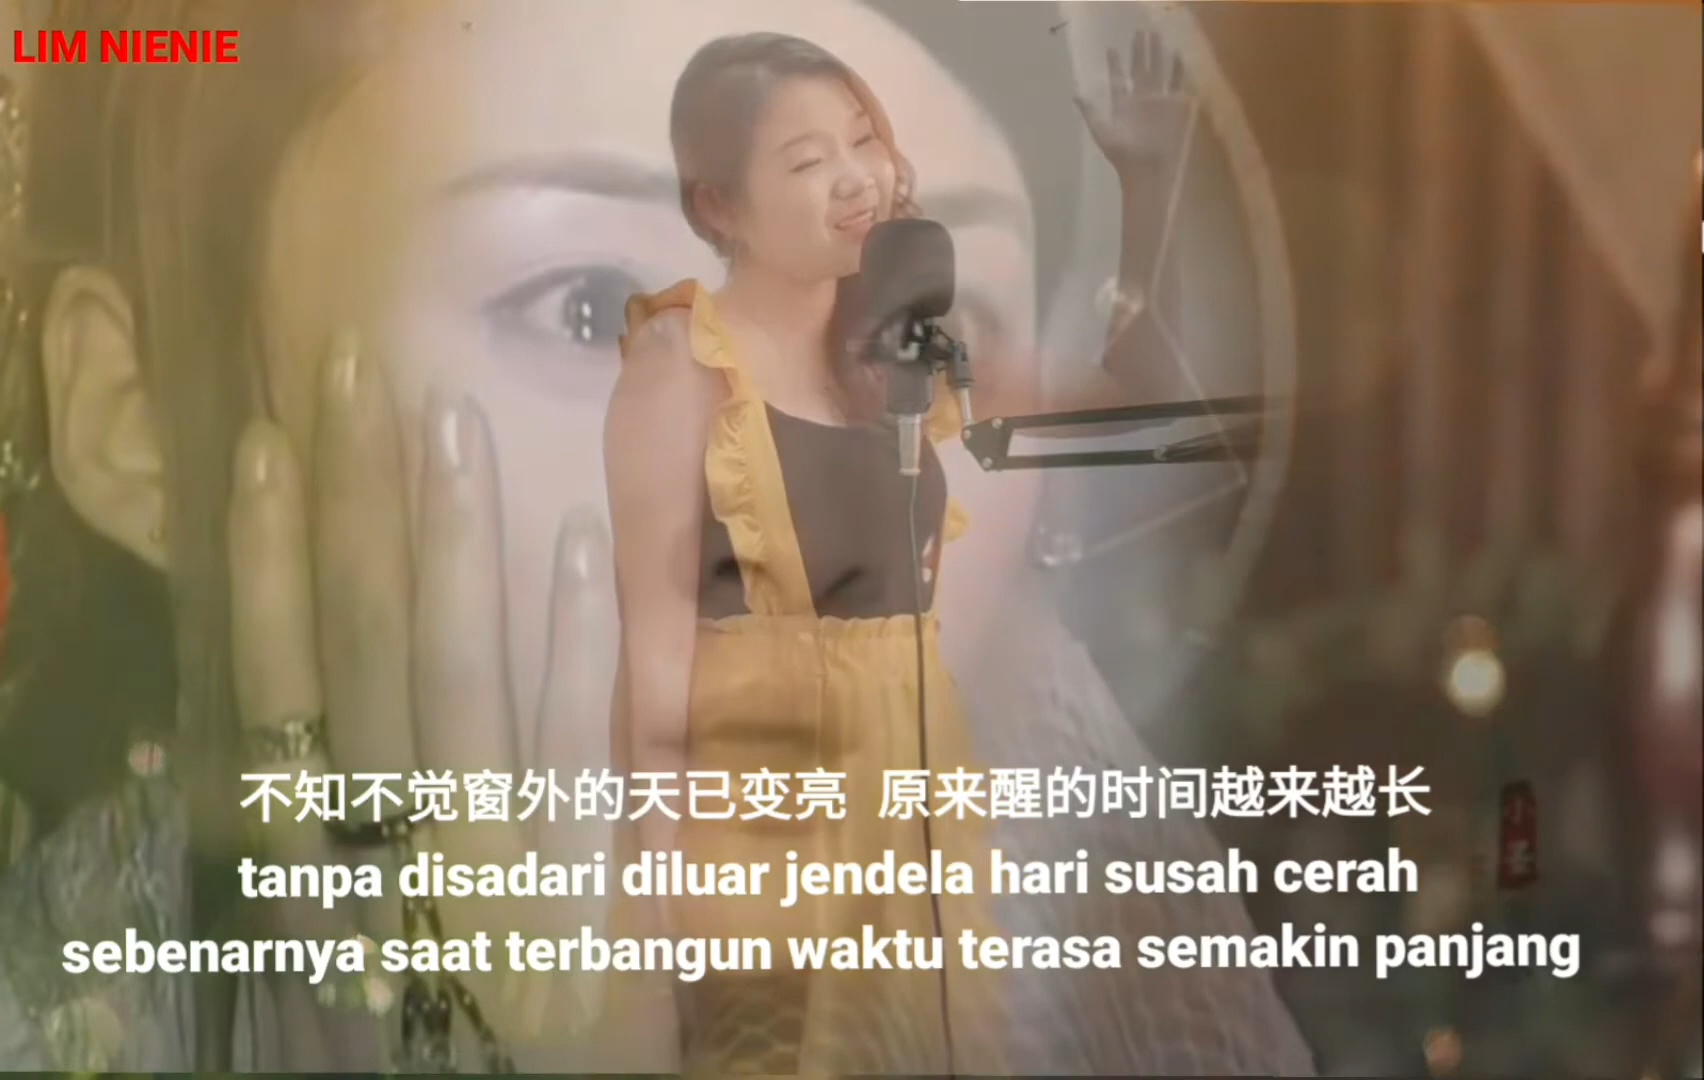 LIM NIENIE
不知不觉窗外的天已变亮 原来醒的时间越来越长
tanpa disadari diluar jendela hari susah cerah
sebenarnya saat terbangun waktu terasa semakin panjang